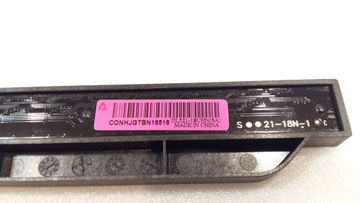 CDNHJGTBN16516
MADE IN CHINA
S ●●21-18N-1